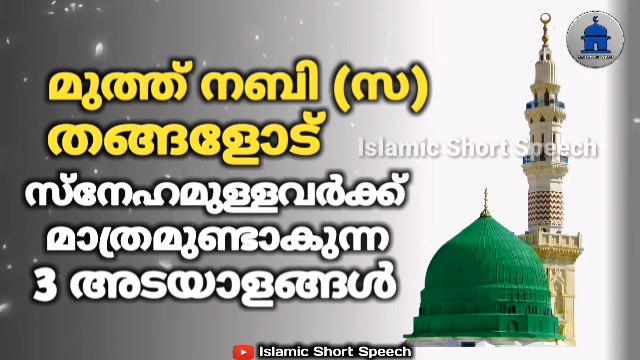 മുത്ത് നബി (സ)
തങ്ങളോട്
Islamic Short Speech
സ്നേഹമുള്ളവർക്ക്
മാത്രമുണ്ടാകുന്ന
3 അടയാളങ്ങൾ
Islamic Short Speech